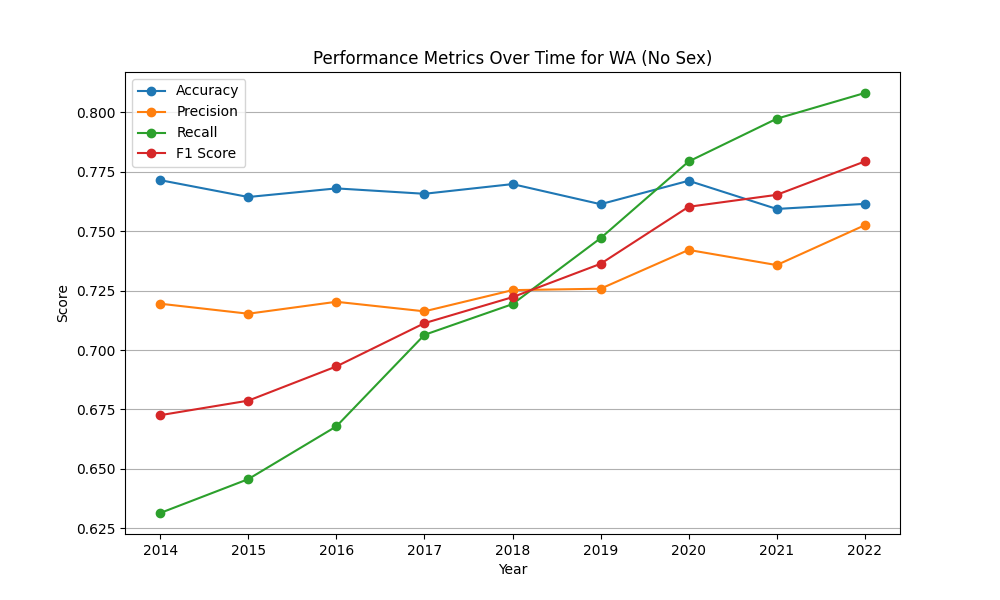 Performance Metrics Over Time for WA (No Sex)
Accuracy
Precision
Recall
F1 Score
0.800
0.775
0.750
0.725
0.700
0.675
0.650
0.625
Score
2014 2015 2016 2017 2018 2019 2020 2021 2022
Year